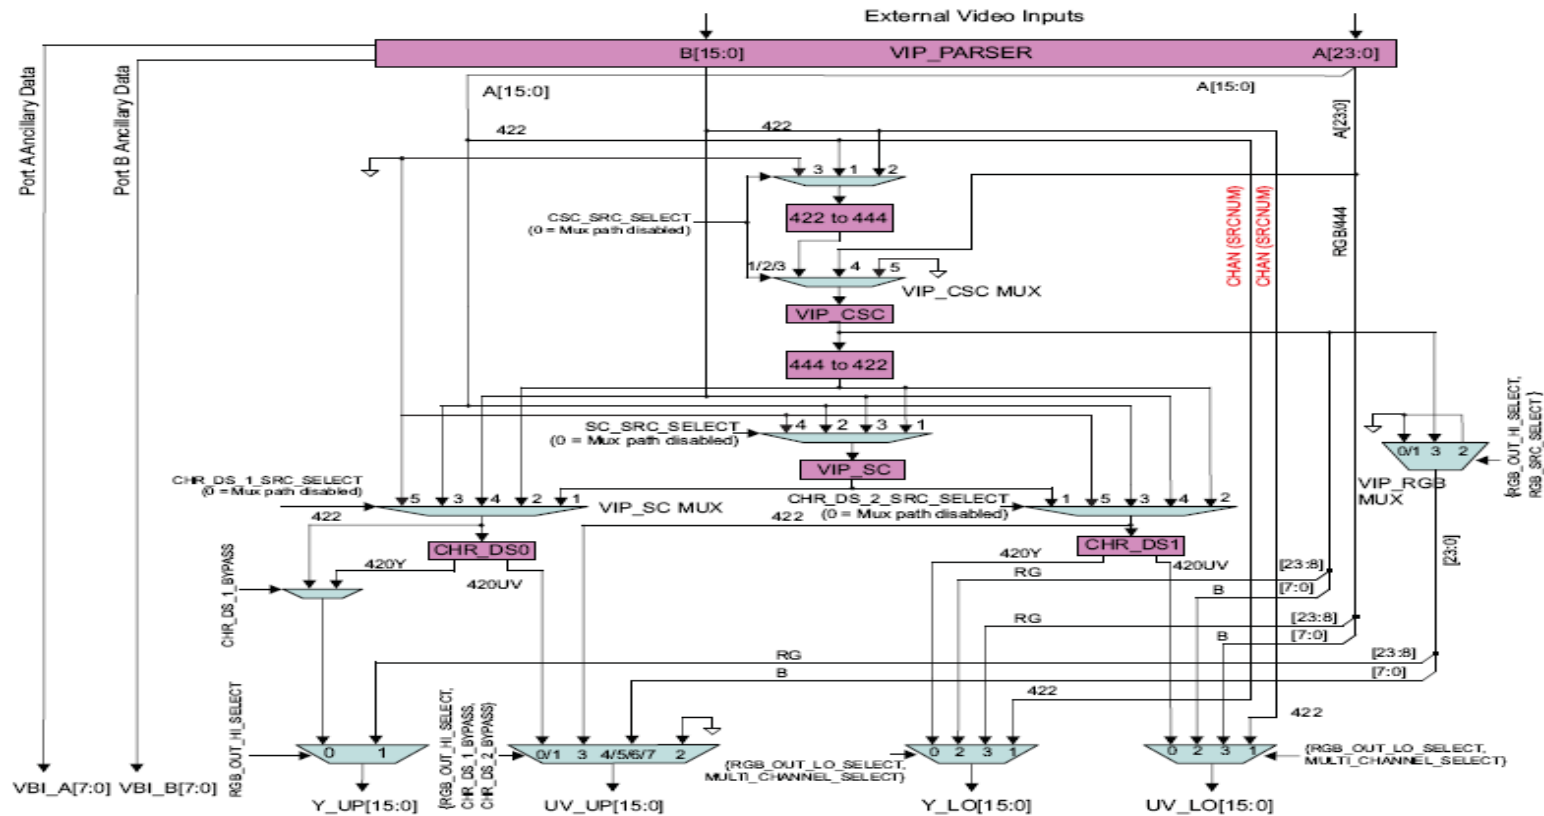 External Video Inputs
B[15:0] VIP_PARSER A[23:0]
A[15:0] A[15:0]
Port A Ancillary Data
Port B Ancillary Data
A[23:0]
422 422
3 1 2
422 to 444
CSC_SRC_SELECT
(0 = Mux path disabled)
CHAN (SRCNUM)
CHAN (SRCNUM)
RGB/444
1/2/3 4 5
VIP_CSC MUX
VIP_CSC
444 to 422
SC_SRC_SELECT
(0 = Mux path disabled)
4 2 3 1
VIP_SC
0/1 3 2
VIP_RGB
MUX
{RGB_OUT_HI_SELECT,
RGB_SRC_SELECT}
CHR_DS_1_SRC_SELECT
(0 = Mux path disabled)
5 3 4 2 1
VIP_SC MUX
CHR_DS_2_SRC_SELECT
(0 = Mux path disabled)
1 5 3 4 2
422 422
CHR_DS0
CHR_DS1
420Y 420UV
420Y 420UV
CHR_DS_1_BYPASS
[23:0]
RG [23:8]
B [7:0]
RG [23:8]
B [7:0]
RG [23:8]
B [7:0]
422
422
RGB_OUT_HI_SELECT
0 1
{RGB_OUT_HI_SELECT,
CHR_DS_1_BYPASS,
CHR_DS_2_BYPASS}
0/1 3 4/5/6/7 2
{RGB_OUT_LO_SELECT,
MULTI_CHANNEL_SELECT}
0 2 3 1
0 2 3 1
{RGB_OUT_LO_SELECT,
MULTI_CHANNEL_SELECT}
VBI_A[7:0] VBI_B[7:0] Y_UP[15:0] UV_UP[15:0] Y_LO[15:0] UV_LO[15:0]